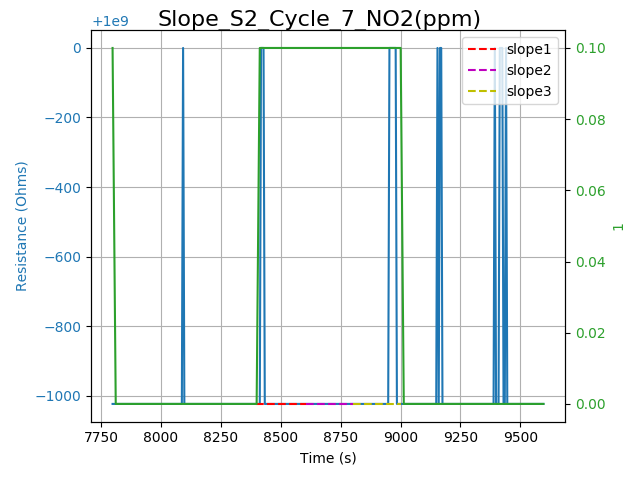 Slope_S2_Cycle_7_NO2(ppm)
+1e9
0
−200
−400
−600
−800
−1000
Resistance (Ohms)
slope1
slope2
slope3
0.10
0.08
0.06
0.04
0.02
0.00
1
7750 8000 8250 8500 8750 9000 9250 9500
Time (s)